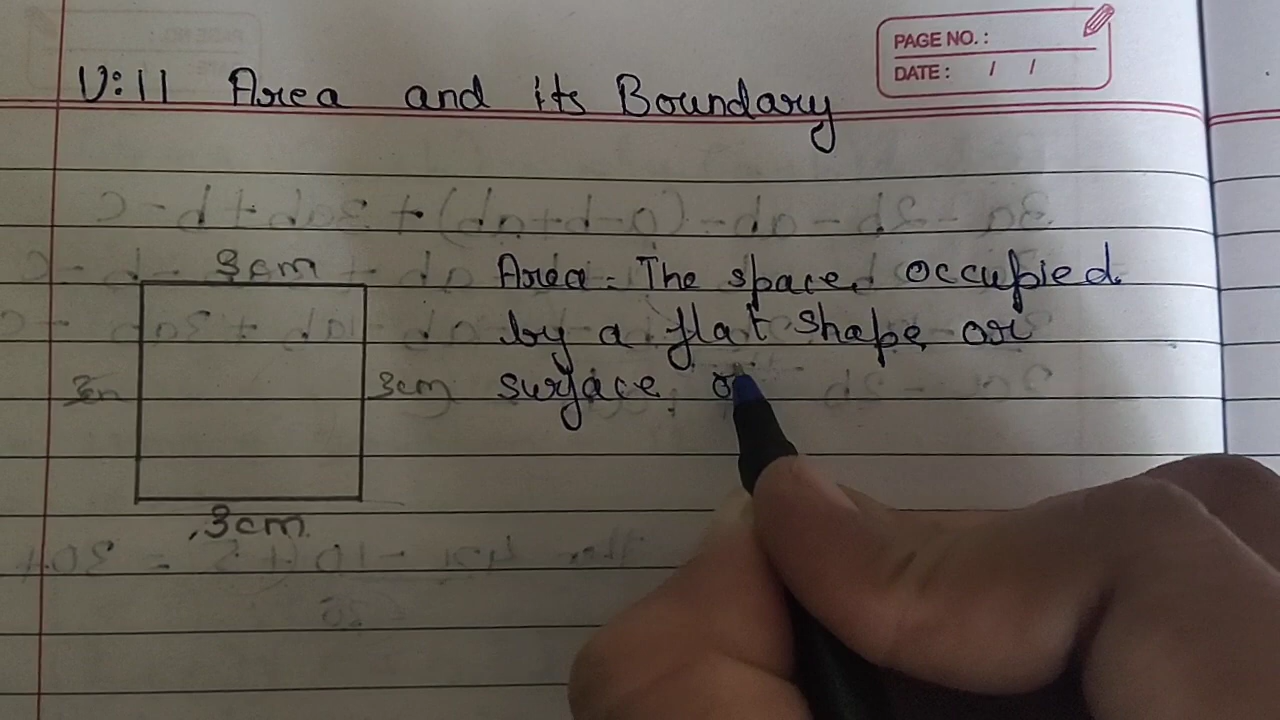 PAGE NO. :
DATE : / /
U:11 Area and its Boundary
3cm
Area - The space occupied
by a flat shape or
3cm
surface o
3cm